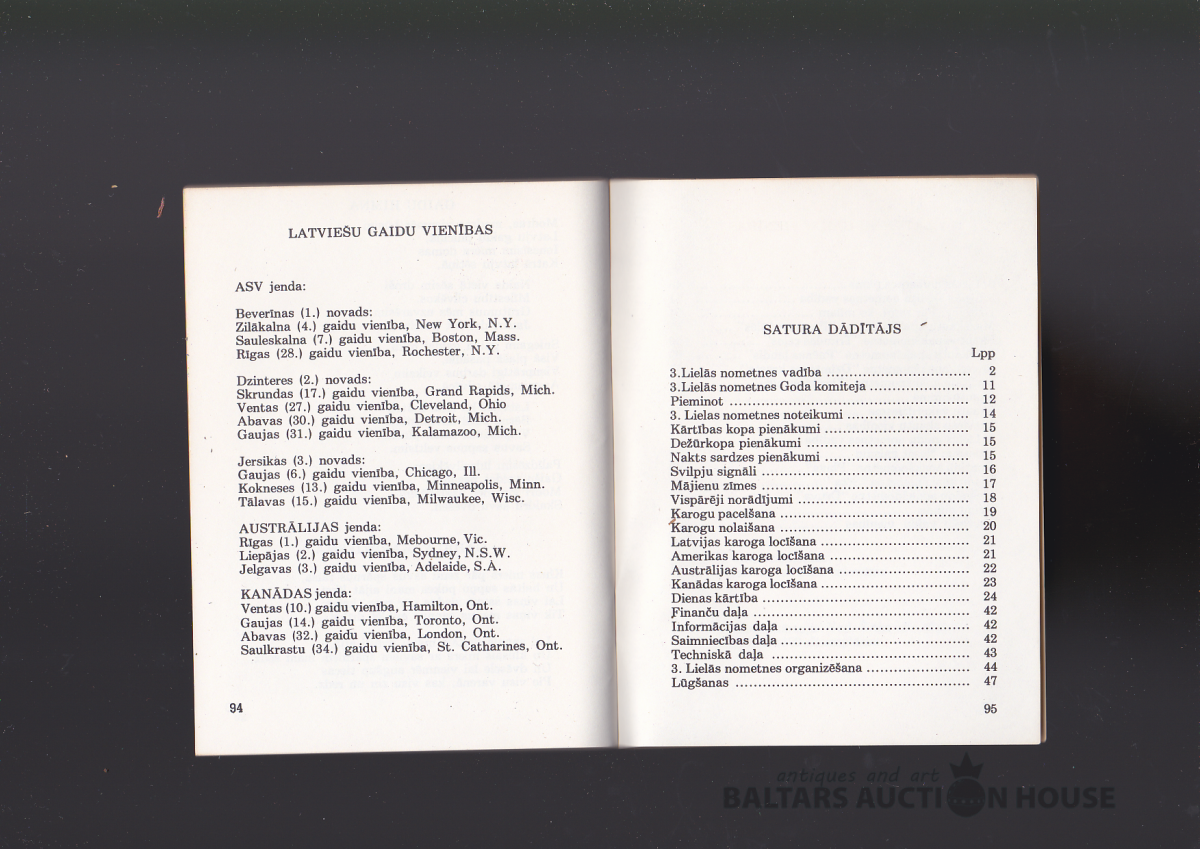 LATVIEŠU GAIDU VIENĪBAS
ASV jenda:
Beverīnas (1.) novads:
Zilākalna (4.) gaidu vienība, New York, N.Y.
Sauleskalna (7.) gaidu vienība, Boston, Mass.
Rīgas (28.) gaidu vienība, Rochester, N.Y.
Dzinteres (2.) novads:
Skrundas (17.) gaidu vienība, Grand Rapids, Mich.
Ventas (27.) gaidu vienība, Cleveland, Ohio
Abavas (30.) gaidu vienība, Detroit, Mich.
Gaujas (31.) gaidu vienība, Kalamazoo, Mich.
Jersikas (3.) novads:
Gaujas (6.) gaidu vienība, Chicago, Ill.
Kokneses (13.) gaidu vienība, Minneapolis, Minn.
Tālavas (15.) gaidu vienība, Milwaukee, Wisc.
AUSTRĀLIJAS jenda:
Rīgas (1.) gaidu vienība, Mebourne, Vic.
Liepājas (2.) gaidu vienība, Sydney, N.S.W.
Jelgavas (3.) gaidu vienība, Adelaide, S.A.
KANĀDAS jenda:
Ventas (10.) gaidu vienība, Hamilton, Ont.
Gaujas (14.) gaidu vienība, Toronto, Ont.
Abavas (32.) gaidu vienība, London, Ont.
Saulkrastu (34.) gaidu vienība, St. Catharines, Ont.
94
SATURA DĀDĪTĀJS
Lpp
3.Lielās nometnes vadība ............................... 2
3.Lielās nometnes Goda komiteja ..................... 11
Pieminot .................................................... 12
3. Lielas nometnes noteikumi .......................... 14
Kārtības kopa pienākumi ............................... 15
Dežūrkopa pienākumi ................................... 15
Nakts sardzes pienākumi ............................... 15
Svilpju signāli ............................................. 16
Mājienu zīmes ............................................. 17
Vispārēji norādījumi ..................................... 18
Karogu pacelšana ......................................... 19
Karogu nolaišana ......................................... 20
Latvijas karoga locīšana ................................ 21
Amerikas karoga locīšana .............................. 21
Austrālijas karoga locīšana ............................ 22
Kanādas karoga locīšana ................................ 23
Dienas kārtība ............................................. 24
Finanču daļa ............................................... 42
Informācijas daļa ........................................ 42
Saimniecības daļa ......................................... 42
Techniskā daļa ........................................... 43
3. Lielās nometnes organizēšana ...................... 44
Lūgšanas ................................................... 47
95
antiques and art
BALTARS AUCTION HOUSE